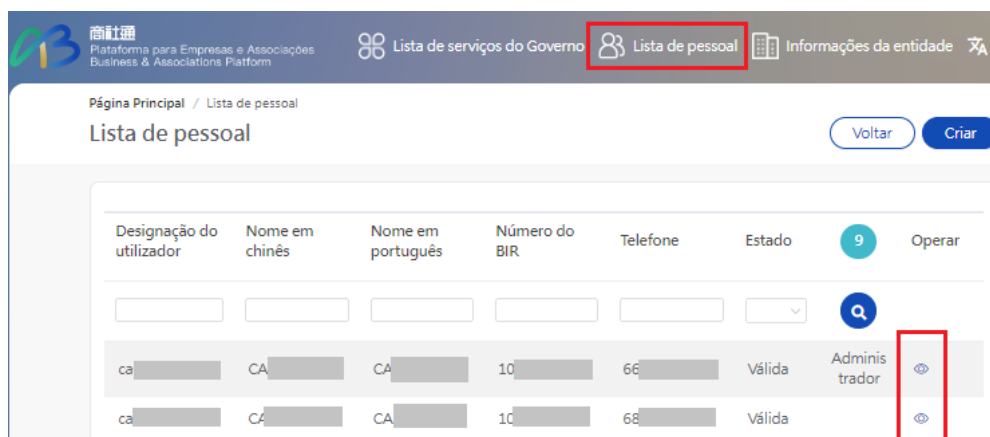 商社通
Plataforma para Empresas e Associações
Business & Associations Platform
Lista de serviços do Governo
Lista de pessoal
Informações da entidade
文A
Página Principal / Lista de pessoal
Lista de pessoal
Voltar
Criar
Designação do utilizador
Nome em chinês
Nome em português
Número do BIR
Telefone
Estado
9
Operar
ca
CA
CA
10
66
Válida
Adminis
trador
ca
CA
CA
10
68
Válida